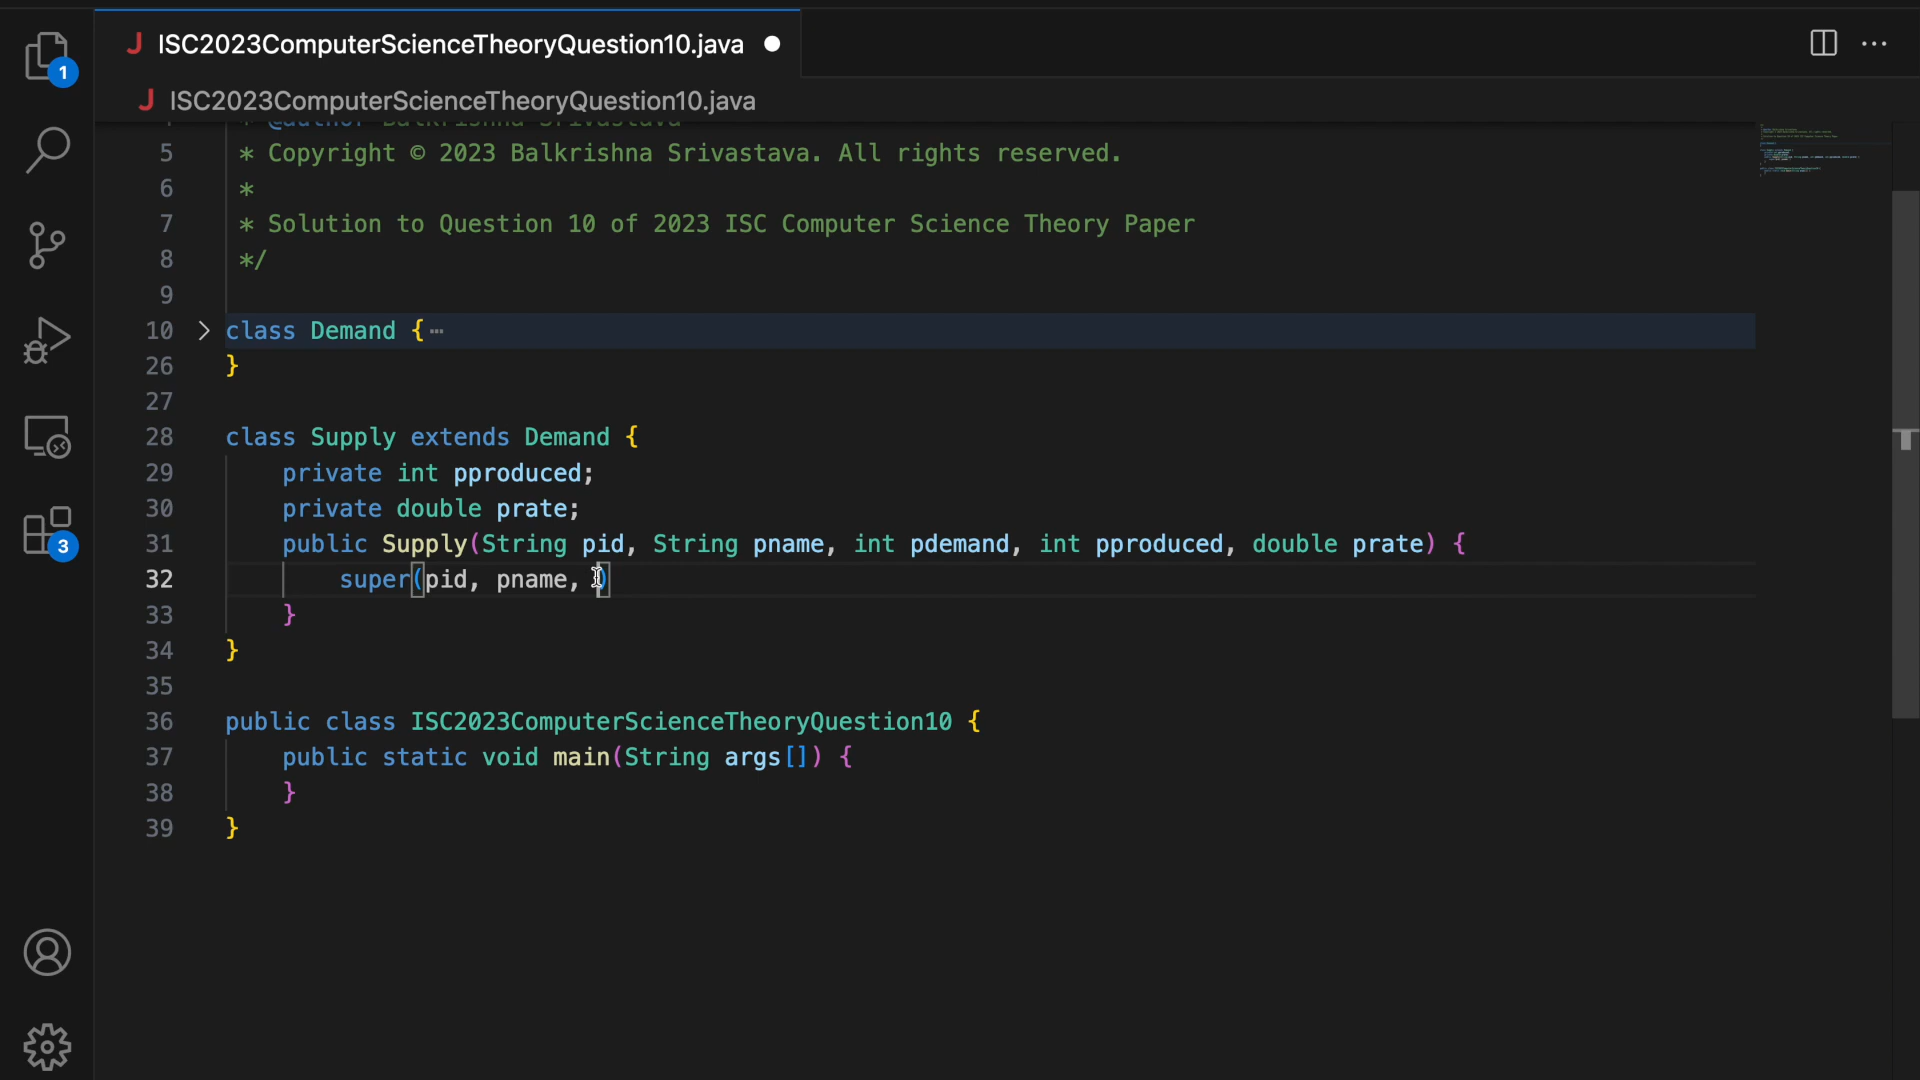 ISC2023ComputerScienceTheoryQuestion10.java
1
ISC2023ComputerScienceTheoryQuestion10.java
* @author Balkrishna Srivastava
5 * Copyright © 2023 Balkrishna Srivastava. All rights reserved.
6 *
7 * Solution to Question 10 of 2023 ISC Computer Science Theory Paper
8 */
9
10 class Demand {
26 }
27
28 class Supply extends Demand {
29 private int pproduced;
30 private double prate;
31 public Supply(String pid, String pname, int pdemand, int pproduced, double prate) {
32 super(pid, pname, )
33 }
34 }
35
36 public class ISC2023ComputerScienceTheoryQuestion10 {
37 public static void main(String args[]) {
38 }
39 }
3